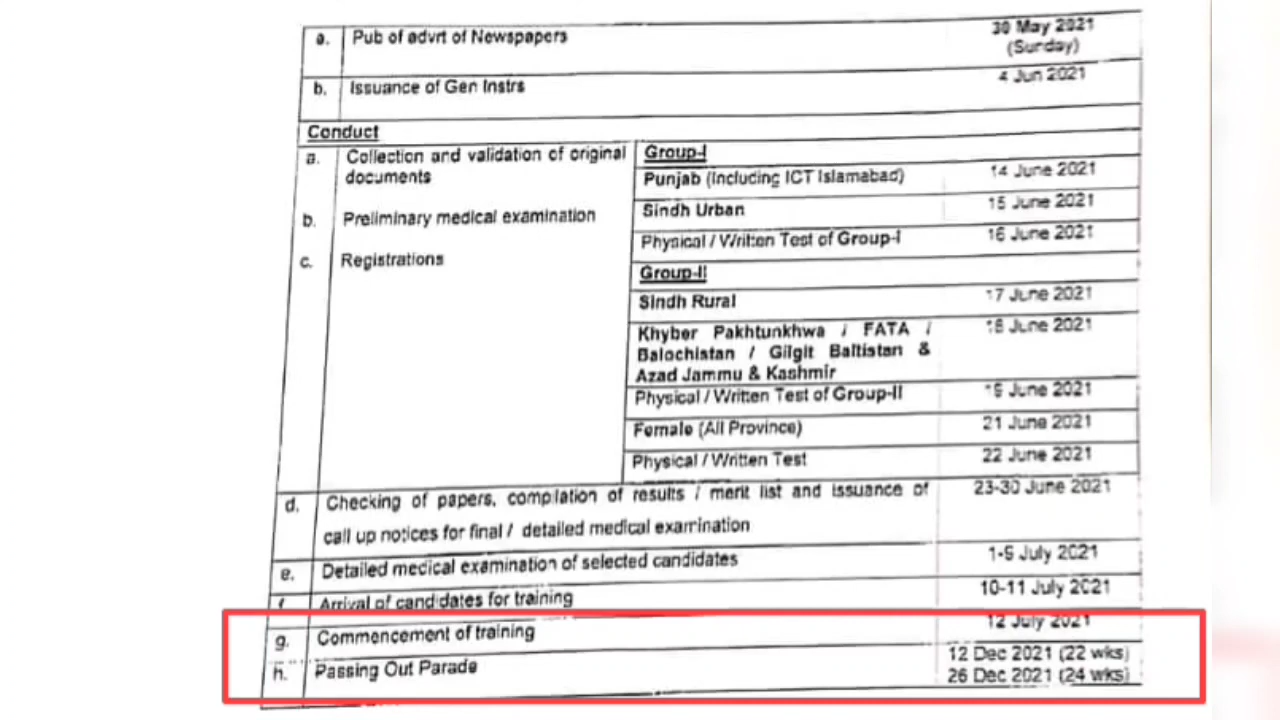 a. Pub of advrt of Newspapers 30 May 2021
(Sunday)
b. Issuance of Gen Instrs 4 Jun 2021
Conduct
a. Collection and validation of original
documents
b. Preliminary medical examination
c. Registrations
Group-I
Punjab (Including ICT Islamabad) 14 June 2021
Sindh Urban 15 June 2021
Physical / Written Test of Group-I 16 June 2021
Group-II
Sindh Rural 17 June 2021
Khyber Pakhtunkhwa / FATA / 18 June 2021
Balochistan / Gilgit Baltistan &
Azad Jammu & Kashmir
Physical / Written Test of Group-II 19 June 2021
Female (All Province) 21 June 2021
Physical / Written Test 22 June 2021
d. Checking of papers, compilation of results / merit list and issuance of 23-30 June 2021
call up notices for final / detailed medical examination
e. Detailed medical examination of selected candidates July 2021
f. Arrival of candidates for training 10-11 July 2021
g. Commencement of training 12 July 2021
h. Passing Out Parade 12 Dec 2021 (22 wks)
26 Dec 2021 (24 wks)